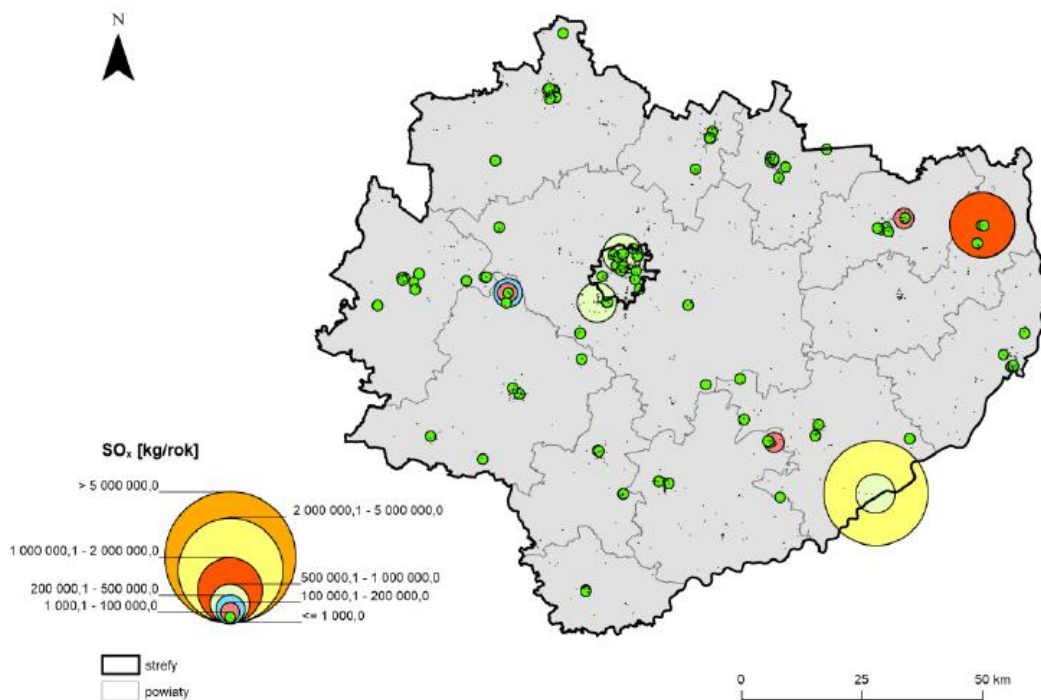 N
SOx [kg/rok]
> 5 000 000,0
2 000 000,1 - 5 000 000,0
1 000 000,1 - 2 000 000,0
500 000,1 - 1 000 000,0
200 000,1 - 500 000,0
100 000,1 - 200 000,0
1 000,1 - 100 000,0
<= 1 000,0
strefy
powiaty
0 25 50 km